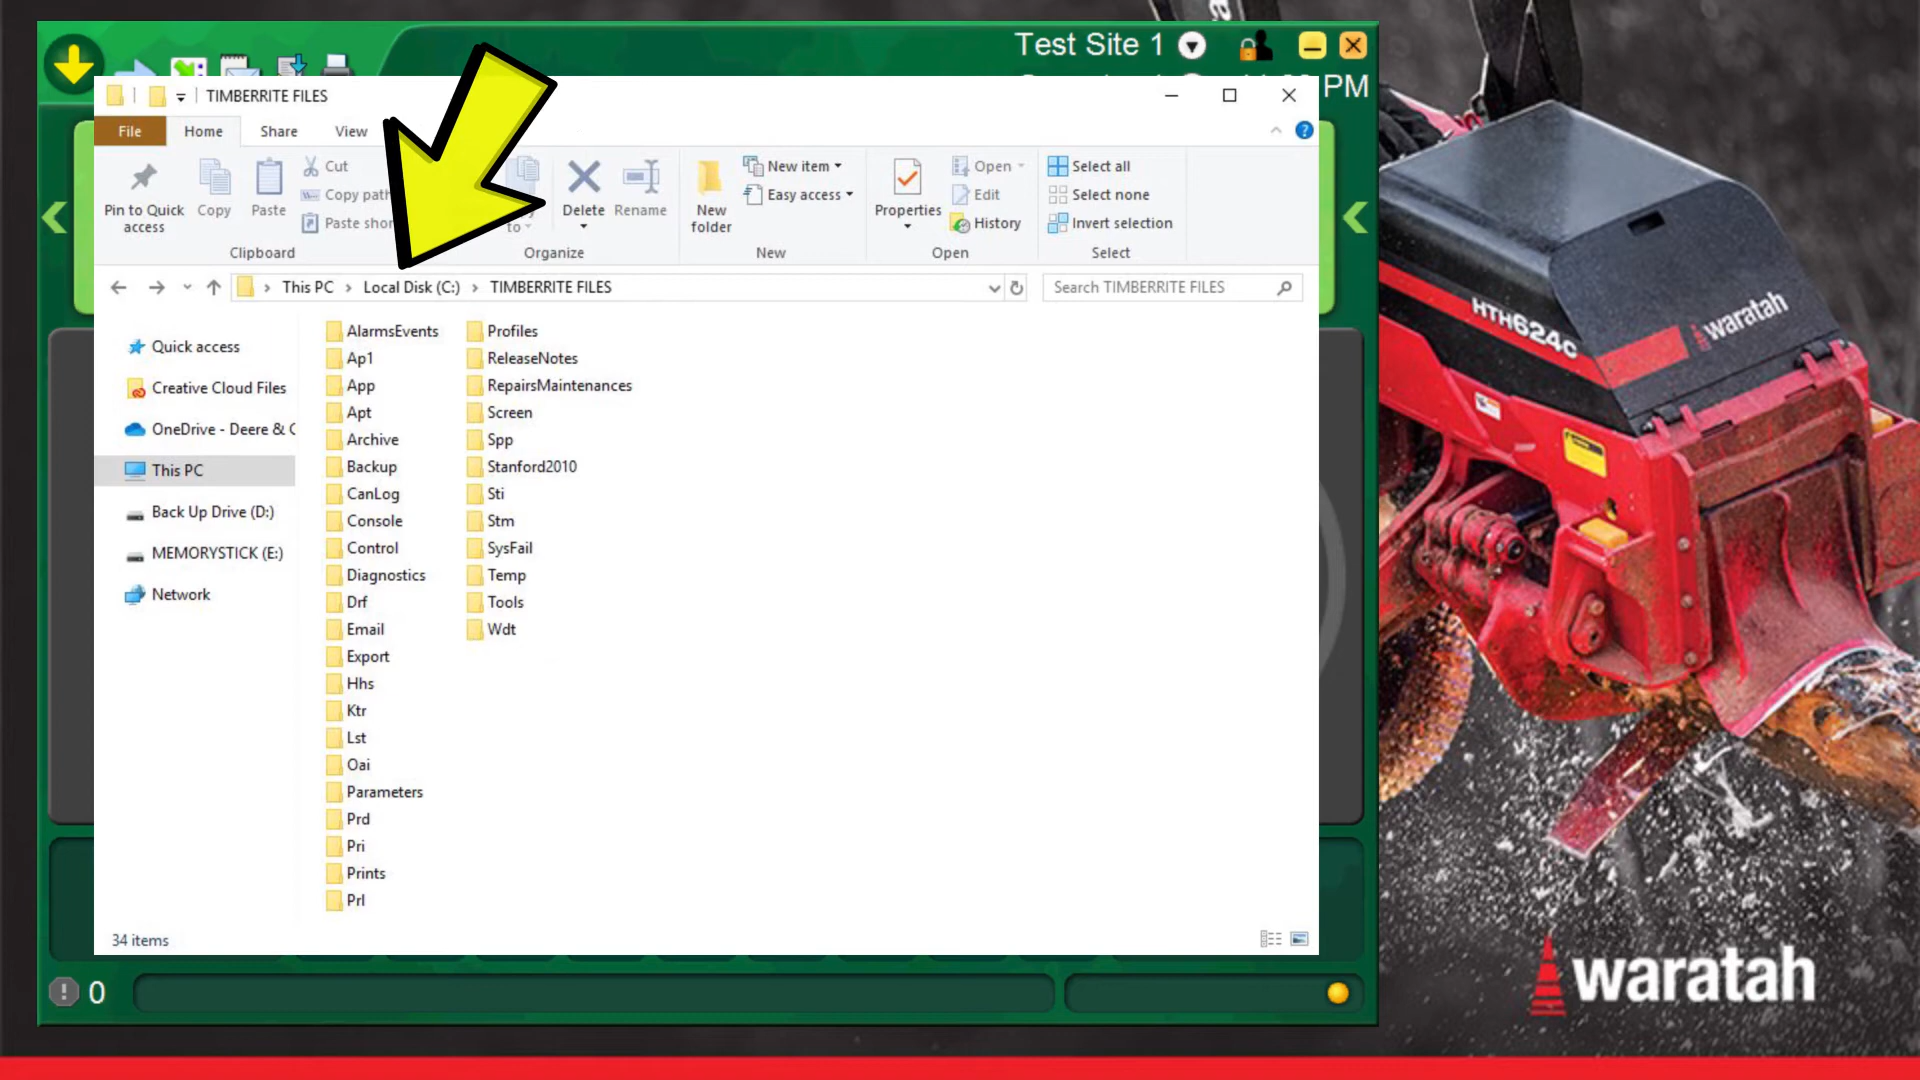 Test Site 1
PM
TIMBERRITE FILES
File Home Share View
Pin to Quick access
Copy
Paste
Cut
Copy path
Paste shor
to
Delete
Rename
New folder
New item
Easy access
Properties
Open
Edit
History
Select all
Select none
Invert selection
Clipboard Organize New Open Select
This PC > Local Disk (C:) > TIMBERRITE FILES
Search TIMBERRITE FILES
Quick access
Creative Cloud Files
OneDrive - Deere & C
This PC
Back Up Drive (D:)
MEMORYSTICK (E:)
Network
AlarmsEvents
Ap1
App
Apt
Archive
Backup
CanLog
Console
Control
Diagnostics
Drf
Email
Export
Hhs
Ktr
Lst
Oai
Parameters
Prd
Pri
Prints
Prl
Profiles
ReleaseNotes
RepairsMaintenances
Screen
Spp
Stanford2010
Sti
Stm
SysFail
Temp
Tools
Wdt
34 items
0
HTH624C
waratah
waratah